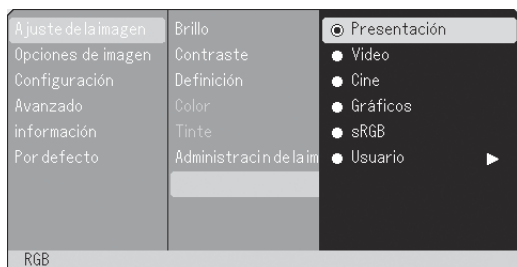 Ajuste de la imagen
Opciones de imagen
Configuración
Avanzado
información
Por defecto
Brillo
Contraste
Definición
Color
Tinte
Administracin de la im
Presentación
Video
Cine
Gráficos
sRGB
Usuario
RGB